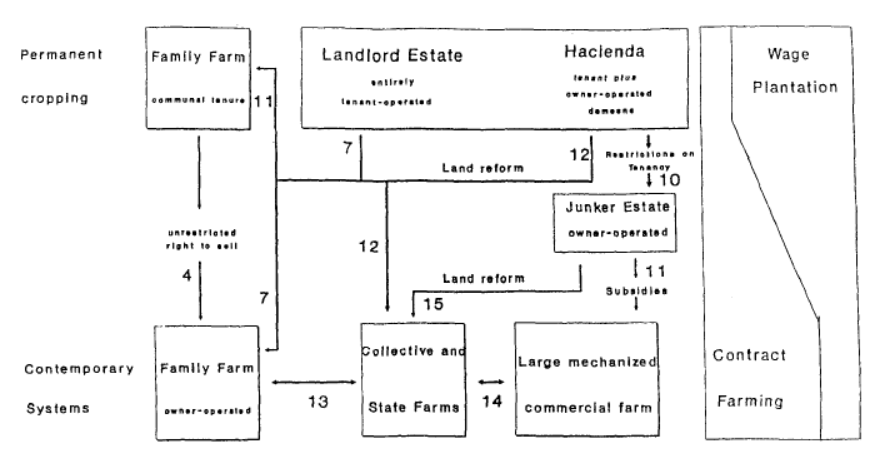 Permanent
cropping
Family Farm
communal tenure
11
Landlord Estate
entirely
tenant-operated
Hacienda
tenant plus
owner-operated
demesne
Wage
Plantation
7
12
Restrictions on
Tenancy
Land reform
10
Junker Estate
owner-operated
unrestricted
right to sell
4
7
12
Land reform
15
11
Subsidies
Contemporary
Systems
Family Farm
owner-operated
13
Collective and
State Farms
14
Large mechanized
commercial farm
Contract
Farming